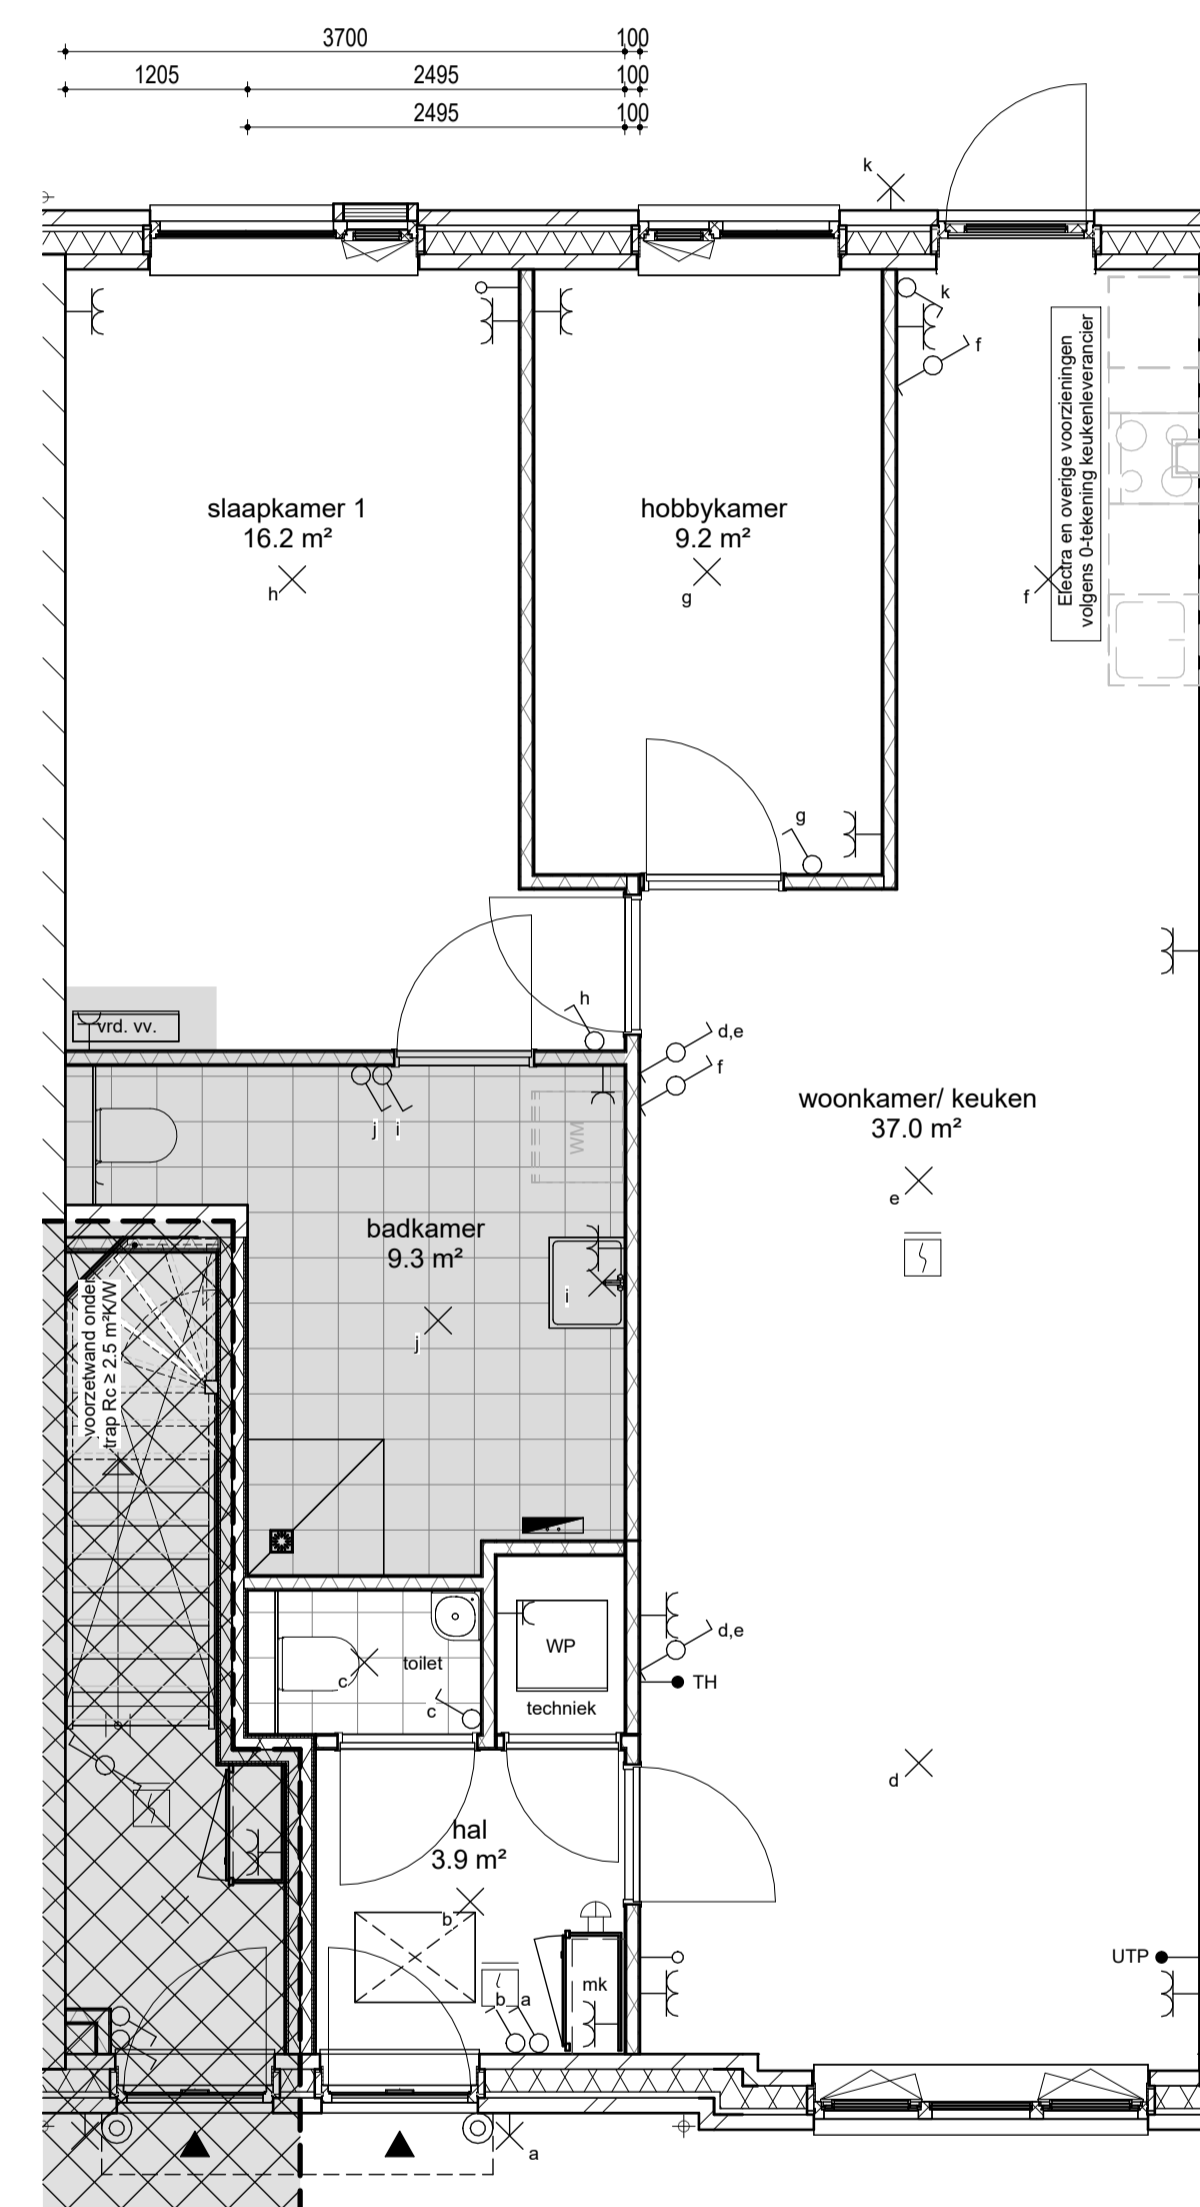 3700 100
1205 2495 100
2495 100
k
k
f
Electra en overige voorzieningen
volgens 0-tekening keukenleverancier
slaapkamer 1
16.2 m²
h
hobbykamer
9.2 m²
g
f
g
h
vrd. vv.
d,e
f
j i
WM
woonkamer/ keuken
37.0 m²
e
badkamer
9.3 m²
i
j
voorzetwand onder
trap Rc ≥ 2.5 m²K/W
WP
d,e
toilet
c
c
TH
techniek
d
hal
3.9 m²
b
UTP
mk
b a
a